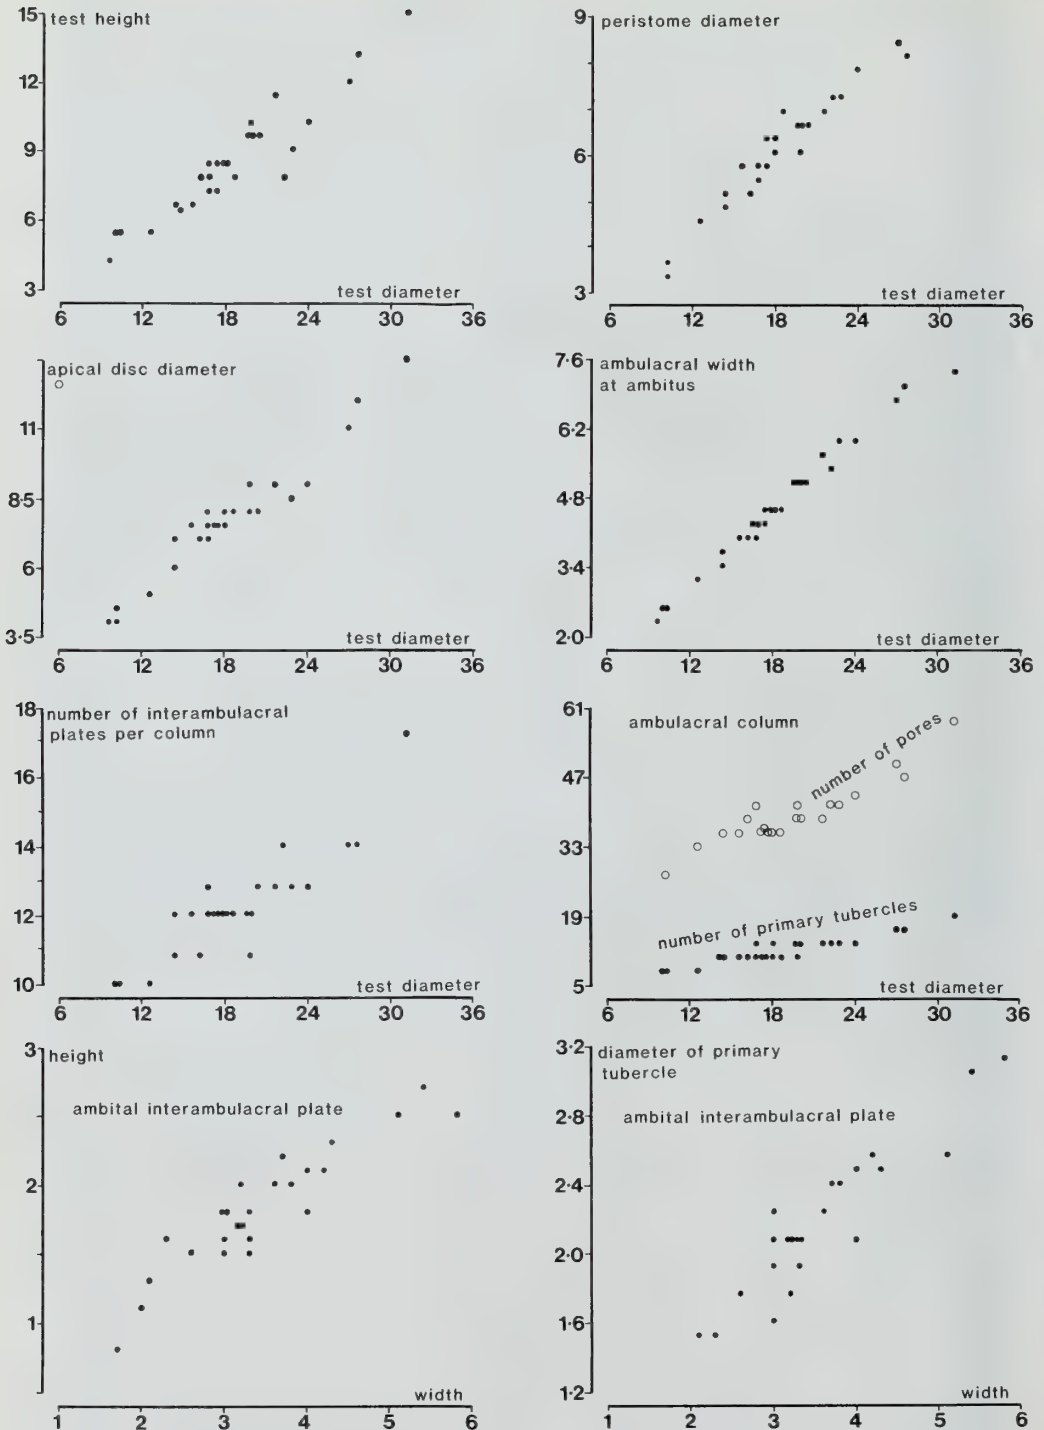 15
test height
12
9
6
3
test diameter
6 12 18 24 30 36
9
peristome diameter
6
3
test diameter
6 12 18 24 30 36
apical disc diameter
11
8·5
6
3·5
test diameter
6 12 18 24 30 36
7·6
ambulacral width
at ambitus
6·2
4·8
3·4
2·0
test diameter
6 12 18 24 30 36
18
number of interambulacral
plates per column
16
14
12
10
test diameter
6 12 18 24 30 36
61
ambulacral column
number of pores
47
33
19
number of primary tubercles
5
test diameter
6 12 18 24 30 36
3
height
ambital interambulacral plate
2
1
width
1 2 3 4 5 6
3·2
diameter of primary
tubercle
2·8
ambital interambulacral plate
2·4
2·0
1·6
1·2
width
1 2 3 4 5 6